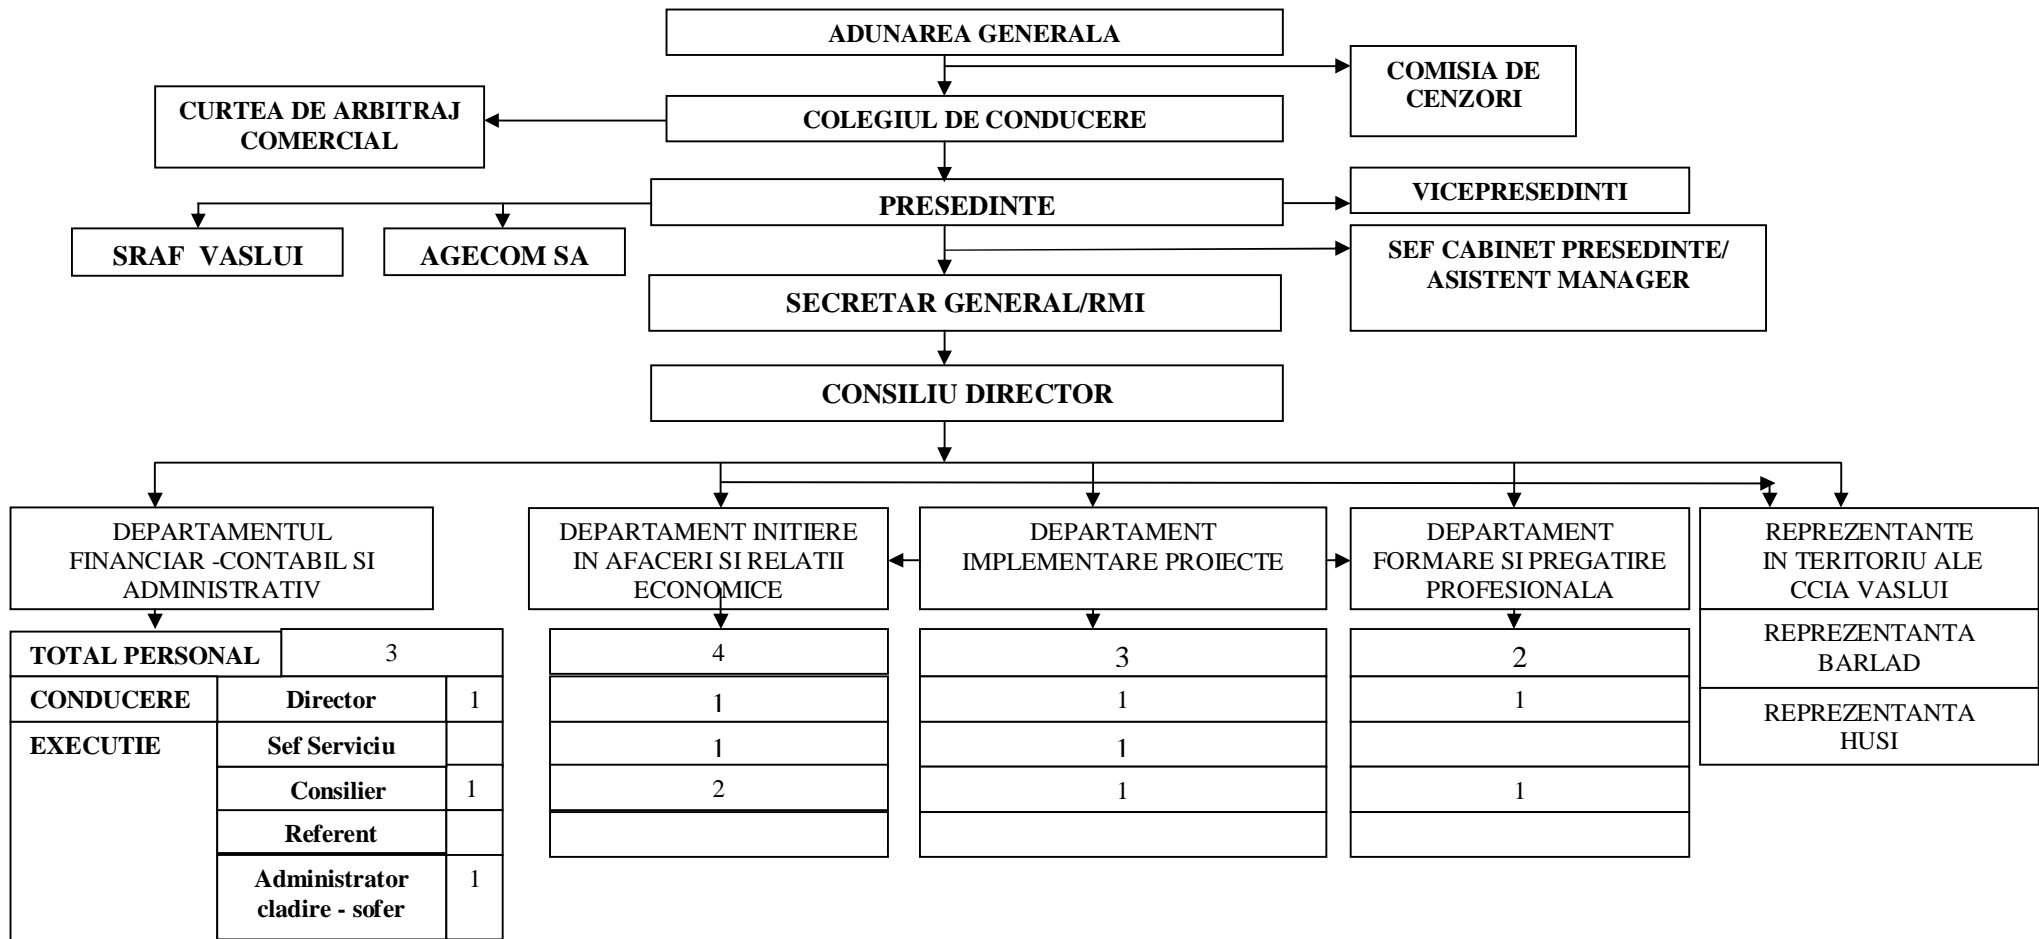 ADUNAREA GENERALA
COMISIA DE
CENZORI
CURTEA DE ARBITRAJ
COMERCIAL
COLEGIUL DE CONDUCERE
PRESEDINTE
VICEPRESEDINTI
SRAF VASLUI
AGECOM SA
SEF CABINET PRESEDINTE/
ASISTENT MANAGER
SECRETAR GENERAL/RMI
CONSILIU DIRECTOR
DEPARTAMENTUL
FINANCIAR -CONTABIL SI
ADMINISTRATIV
DEPARTAMENT INITIERE
IN AFACERI SI RELATII
ECONOMICE
DEPARTAMENT
IMPLEMENTARE PROIECTE
DEPARTAMENT
FORMARE SI PREGATIRE
PROFESIONALA
REPREZENTANTE
IN TERITORIU ALE
CCIA VASLUI
REPREZENTANTA
BARLAD
REPREZENTANTA
HUSI
TOTAL PERSONAL 3 4 3 2
CONDUCERE Director 1 1 1 1
EXECUTIE Sef Serviciu 1 1
Consilier 1 2 1 1
Referent
Administrator 1
cladire - sofer